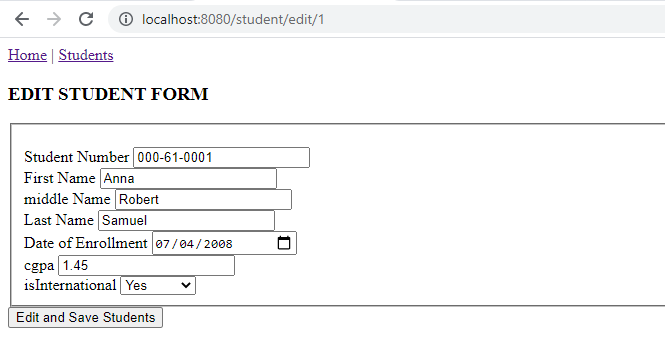 localhost:8080/student/edit/1
Home | Students
EDIT STUDENT FORM
Student Number 000-61-0001
First Name Anna
middle Name Robert
Last Name Samuel
Date of Enrollment 07/04/2008
cgpa 1.45
isInternational Yes
Edit and Save Students